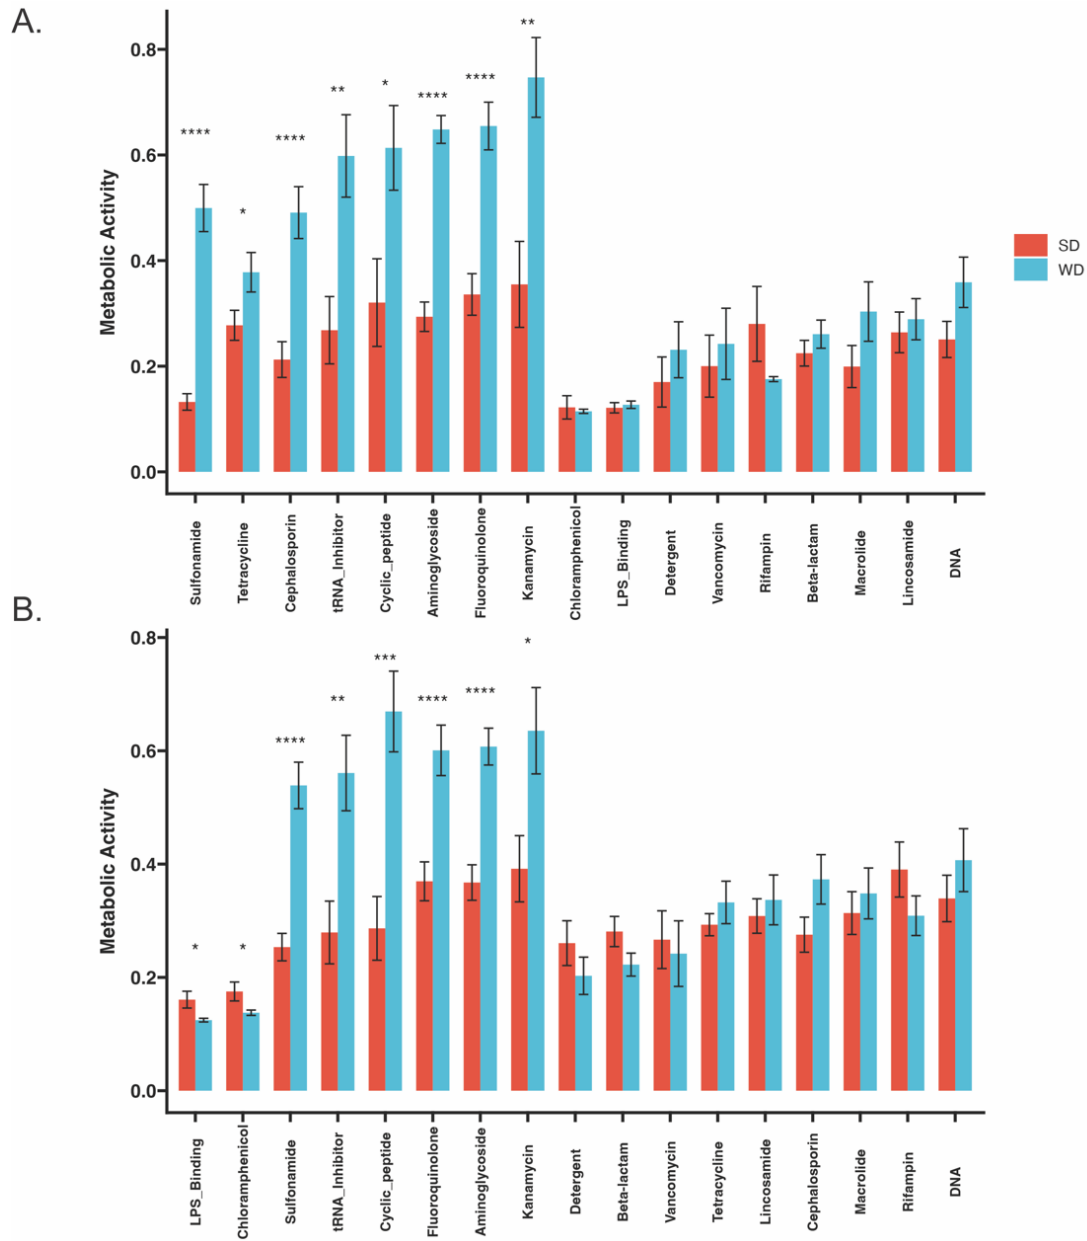 A.
** 
** * **** ****
**** * ****
Metabolic Activity
0.8
0.6
0.4
0.2
0.0
SD
WD
Sulfonamide
Tetracycline
Cephalosporin
tRNA_Inhibitor
Cyclic_peptide
Aminoglycoside
Fluoroquinolone
Kanamycin
Chloramphenicol
LPS_Binding
Detergent
Vancomycin
Rifampin
Beta-lactam
Macrolide
Lincosamide
DNA
B.
* * **** ** *** **** **** *
Metabolic Activity
0.8
0.6
0.4
0.2
0.0
LPS_Binding
Chloramphenicol
Sulfonamide
tRNA_Inhibitor
Cyclic_peptide
Fluoroquinolone
Aminoglycoside
Kanamycin
Detergent
Beta-lactam
Vancomycin
Tetracycline
Lincosamide
Cephalosporin
Macrolide
Rifampin
DNA